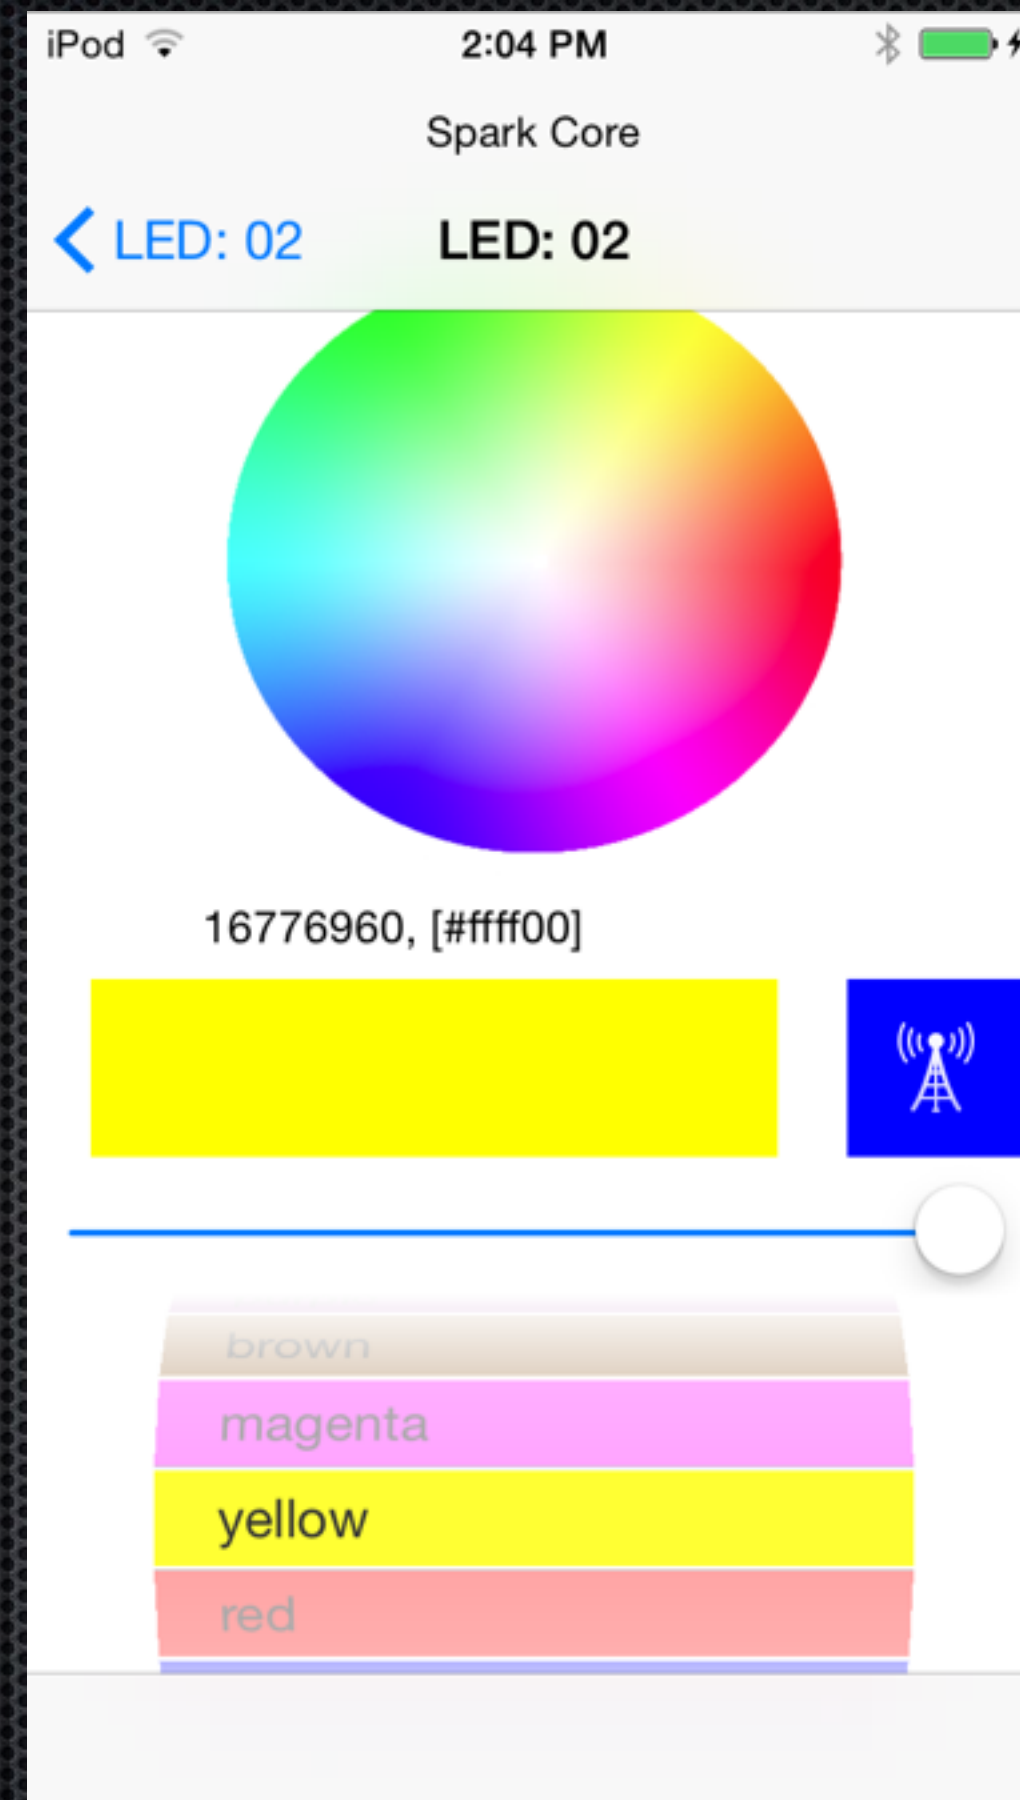 iPod 2:04 PM
Spark Core
LED: 02 LED: 02
16776960, [#ffff00]
brown
magenta
yellow
red